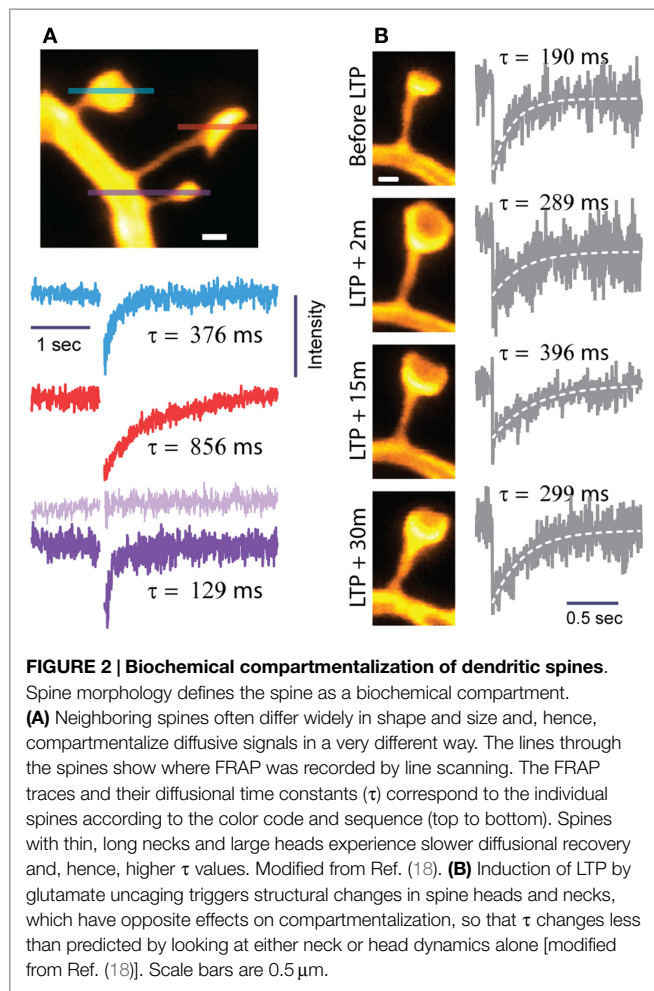 A
B
Before LTP
τ = 190 ms
LTP + 2m
τ = 289 ms
1 sec
τ = 376 ms
Intensity
LTP + 15m
τ = 396 ms
τ = 856 ms
LTP + 30m
τ = 299 ms
τ = 129 ms
0.5 sec
FIGURE 2 | Biochemical compartmentalization of dendritic spines.
Spine morphology defines the spine as a biochemical compartment.
(A) Neighboring spines often differ widely in shape and size and, hence,
compartmentalize diffusive signals in a very different way. The lines through
the spines show where FRAP was recorded by line scanning. The FRAP
traces and their diffusional time constants (τ) correspond to the individual
spines according to the color code and sequence (top to bottom). Spines
with thin, long necks and large heads experience slower diffusional recovery
and, hence, higher τ values. Modified from Ref. (18). (B) Induction of LTP by
glutamate uncaging triggers structural changes in spine heads and necks,
which have opposite effects on compartmentalization, so that τ changes less
than predicted by looking at either neck or head dynamics alone [modified
from Ref. (18)]. Scale bars are 0.5 μm.